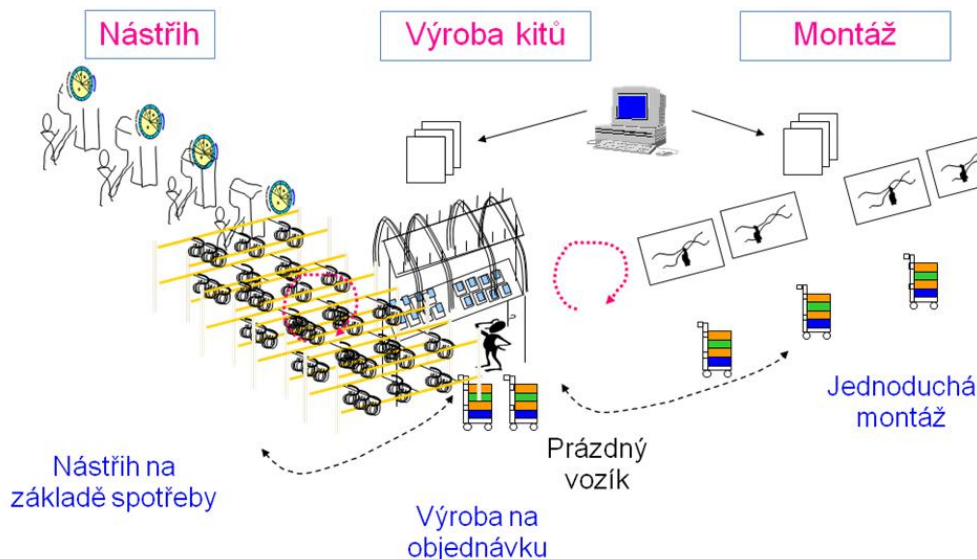 Nástřih
Výroba kitů
Montáž
Jednoduchá
montáž
Prázdný
vozík
Nástřih na
základě spotřeby
Výroba na
objednávku